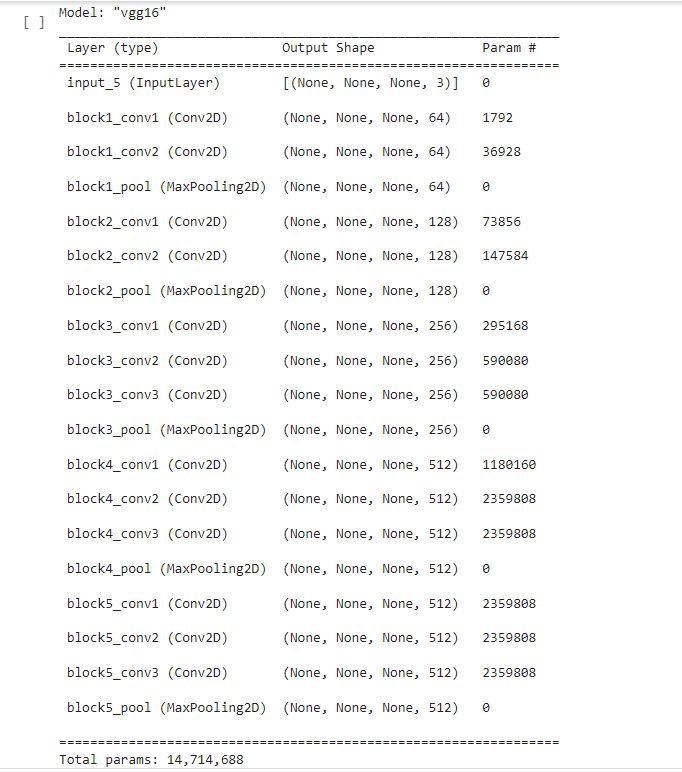 Model: "vgg16"
[ ]
Layer (type) Output Shape Param #
=================================================================
input_5 (InputLayer) [(None, None, None, 3)] 0
block1_conv1 (Conv2D) (None, None, None, 64) 1792
block1_conv2 (Conv2D) (None, None, None, 64) 36928
block1_pool (MaxPooling2D) (None, None, None, 64) 0
block2_conv1 (Conv2D) (None, None, None, 128) 73856
block2_conv2 (Conv2D) (None, None, None, 128) 147584
block2_pool (MaxPooling2D) (None, None, None, 128) 0
block3_conv1 (Conv2D) (None, None, None, 256) 295168
block3_conv2 (Conv2D) (None, None, None, 256) 590080
block3_conv3 (Conv2D) (None, None, None, 256) 590080
block3_pool (MaxPooling2D) (None, None, None, 256) 0
block4_conv1 (Conv2D) (None, None, None, 512) 1180160
block4_conv2 (Conv2D) (None, None, None, 512) 2359808
block4_conv3 (Conv2D) (None, None, None, 512) 2359808
block4_pool (MaxPooling2D) (None, None, None, 512) 0
block5_conv1 (Conv2D) (None, None, None, 512) 2359808
block5_conv2 (Conv2D) (None, None, None, 512) 2359808
block5_conv3 (Conv2D) (None, None, None, 512) 2359808
block5_pool (MaxPooling2D) (None, None, None, 512) 0
=================================================================
Total params: 14,714,688